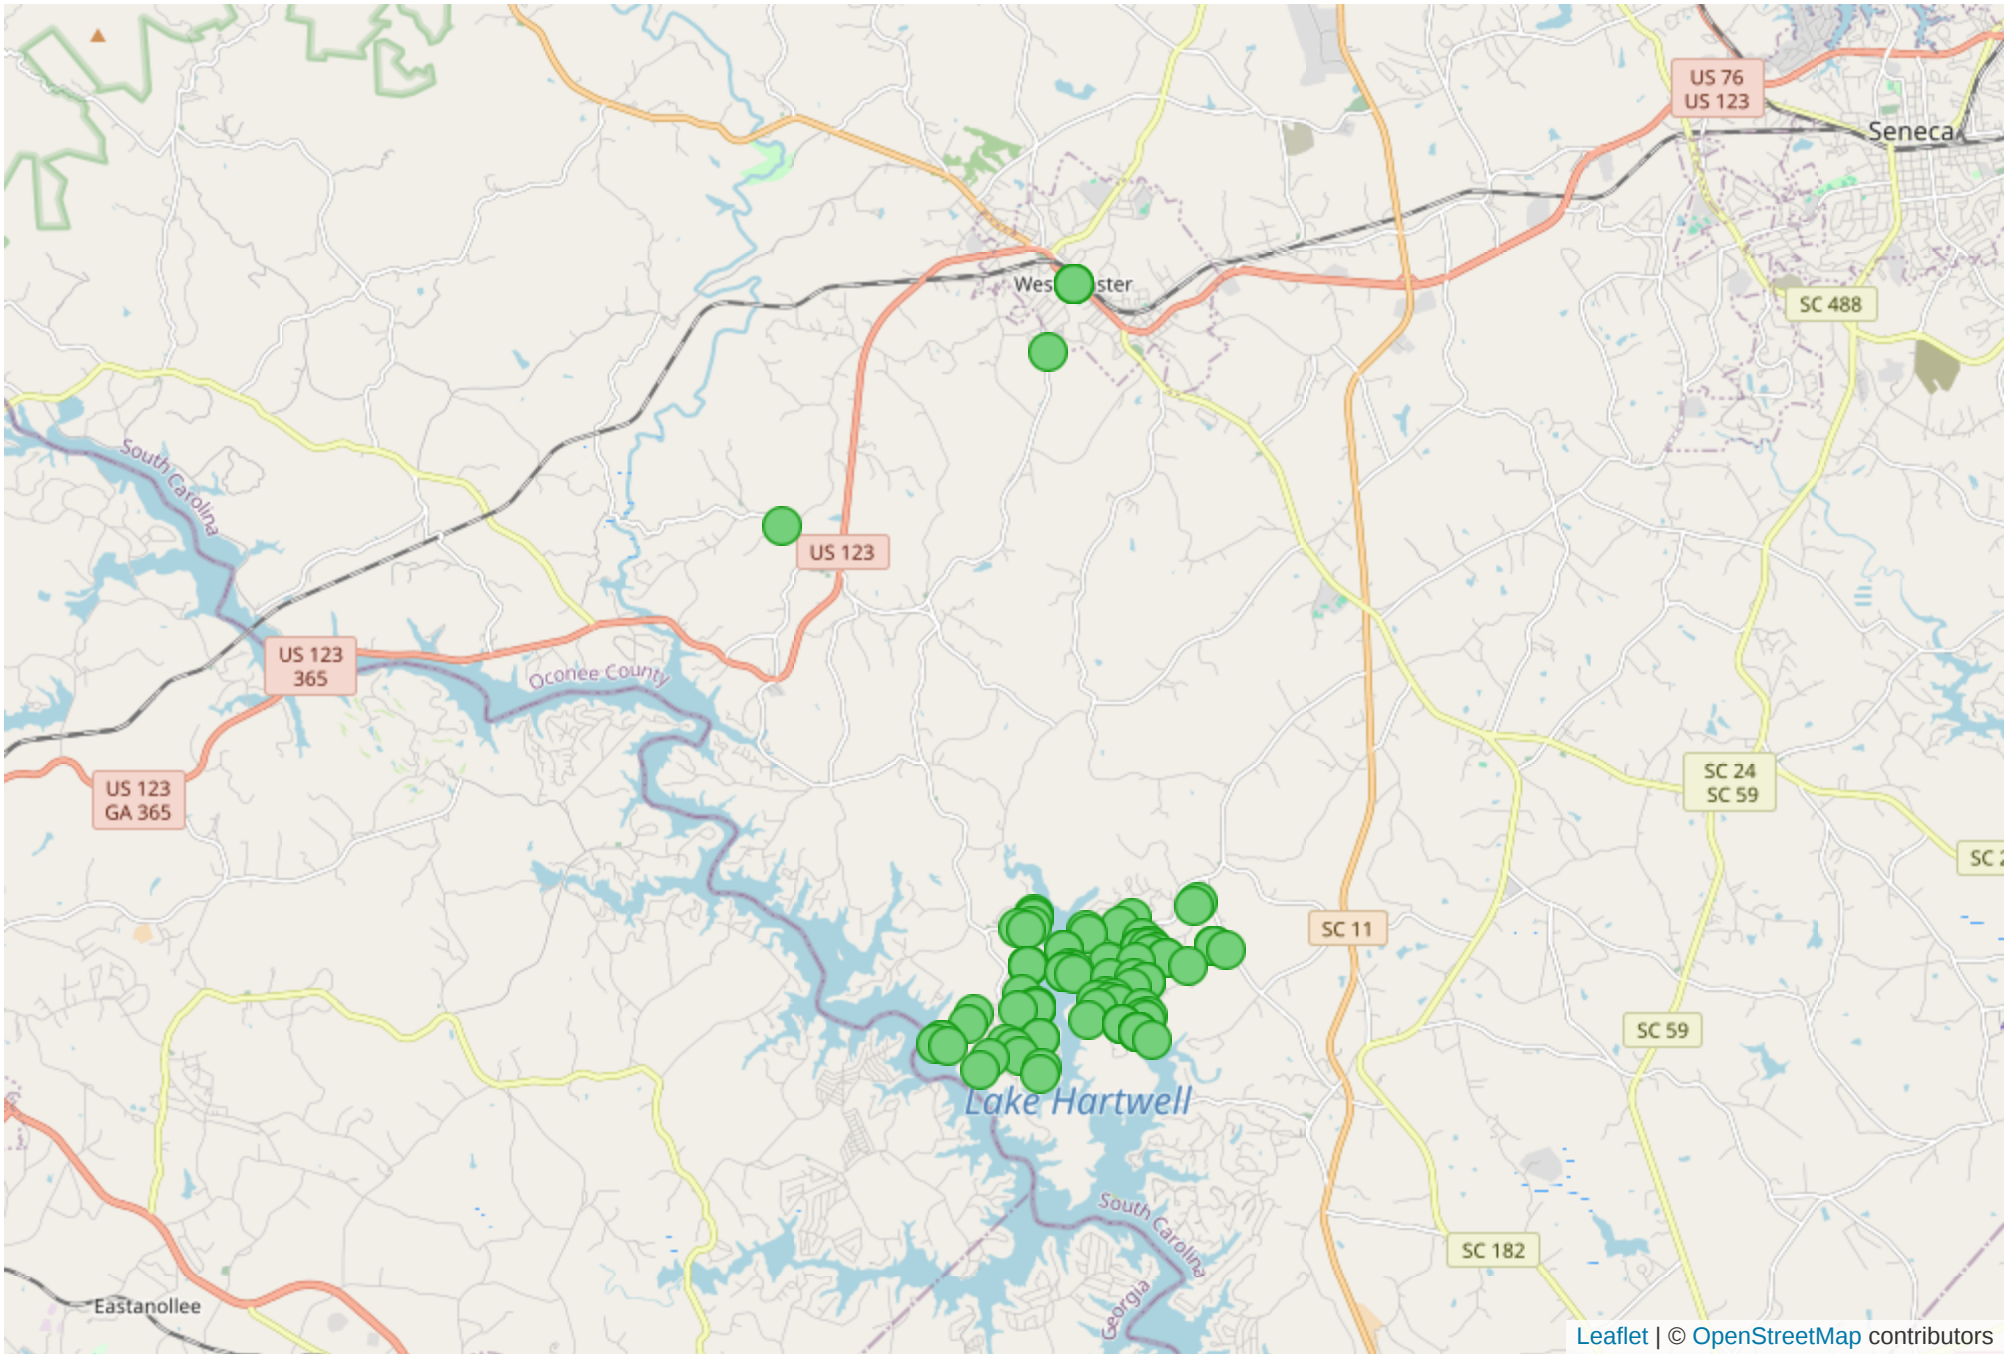 US 76
US 123
Seneca
Wes ster
SC 488
South Carolina
US 123
US 123
365
Oconee County
US 123
GA 365
SC 24
SC 59
SC 2
SC 11
SC 59
Lake Hartwell
South Carolina
SC 182
Georgia
Eastanollee
Leaflet | © OpenStreetMap contributors